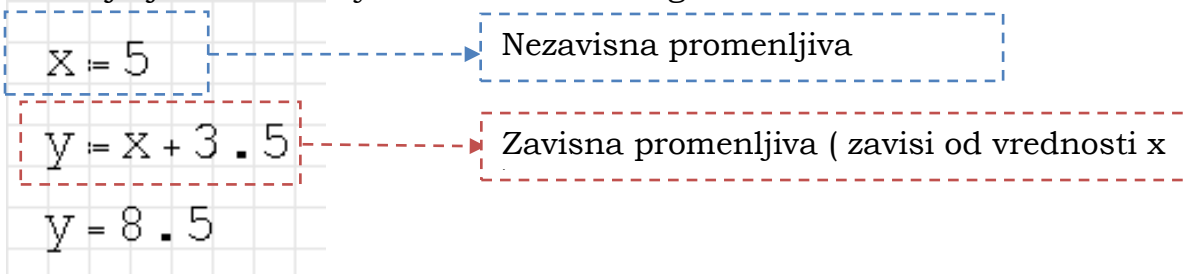 x ≔ 5
Nezavisna promenljiva
y ≔ x + 3.5
Zavisna promenljiva ( zavisi od vrednosti x
y = 8.5